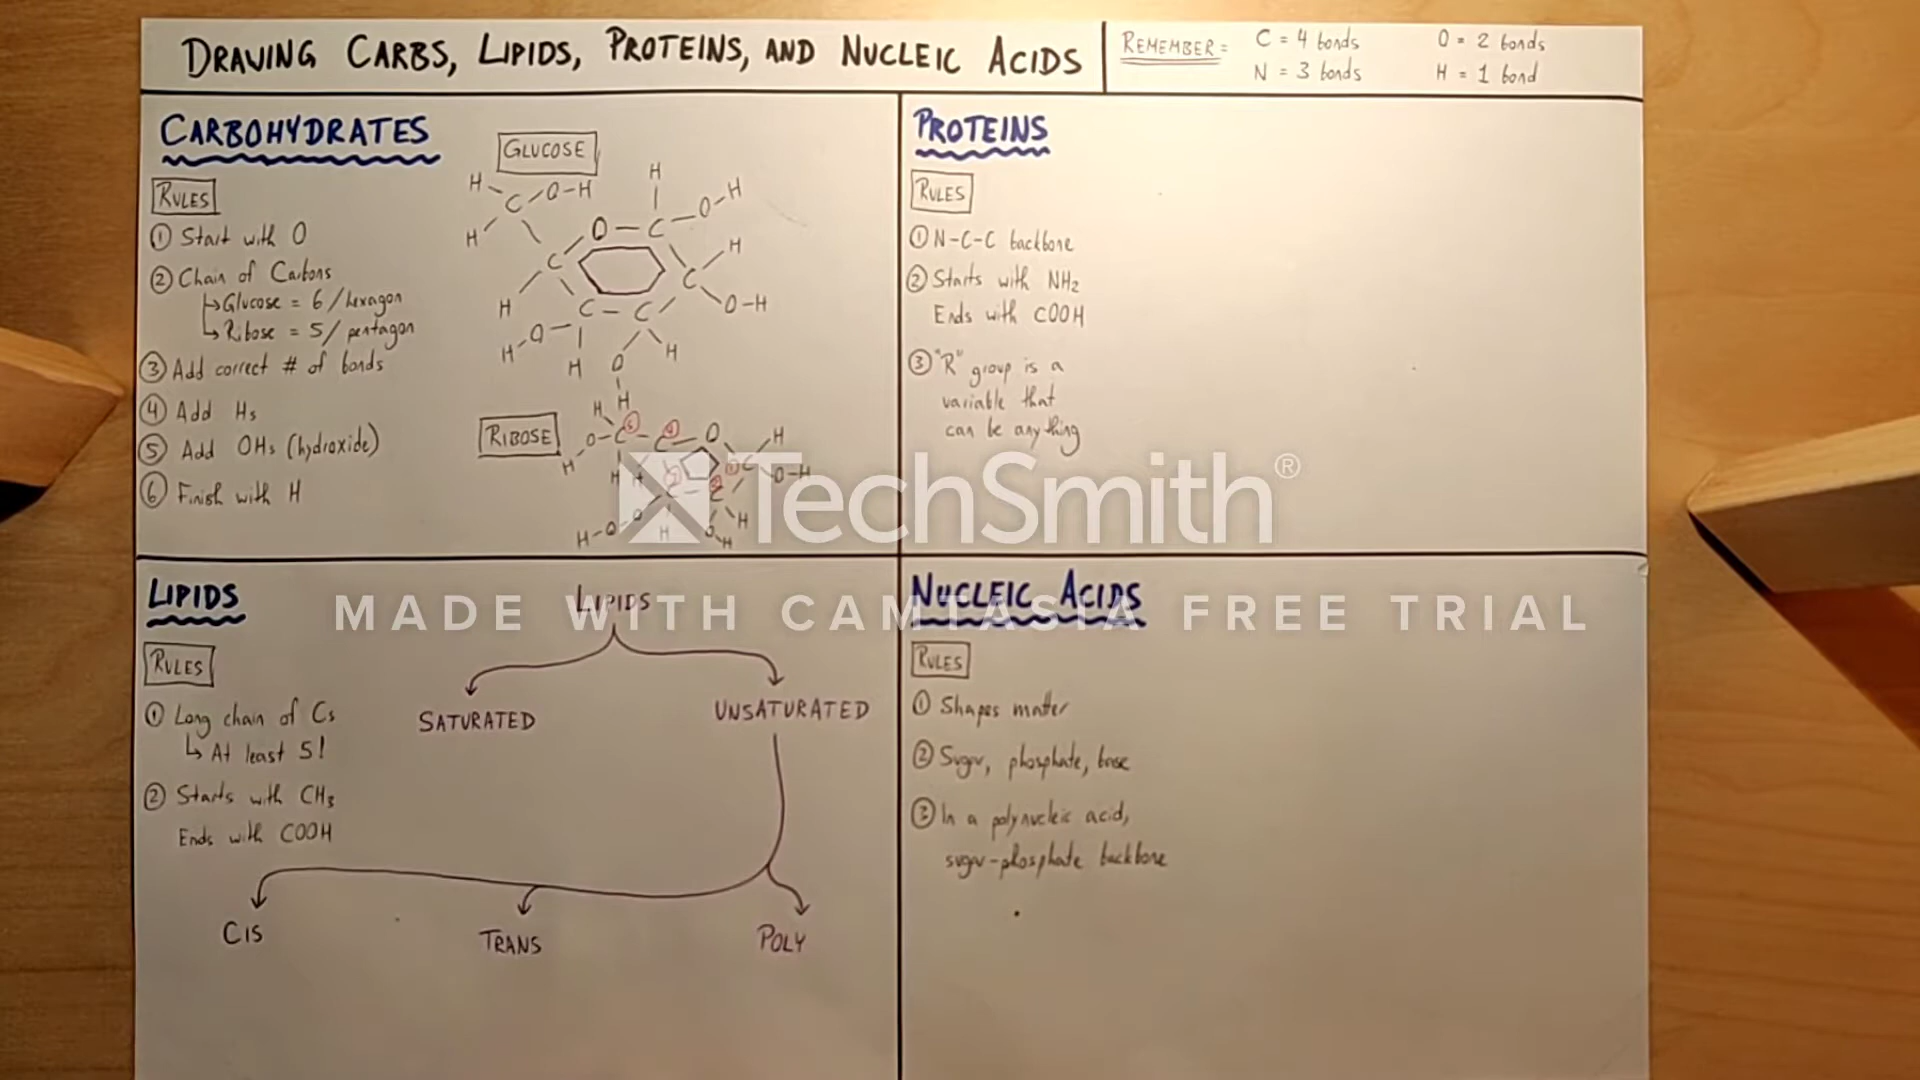 DRAWING CARBS, LIPIDS, PROTEINS, AND NUCLEIC ACIDS
REMEMBER = C = 4 bonds O = 2 bonds
N = 3 bonds H = 1 bond
CARBOHYDRATES
RULES
① Start with O
② Chain of Carbons
↳ Glucose = 6 / hexagon
↳ Ribose = 5 / pentagon
③ Add correct # of bonds
④ Add Hs
⑤ Add OHs (hydroxide)
⑥ Finish with H
GLUCOSE
H H
C O-H O-H
H O - C H
C C
H C - C O-H
H-O H O H
H
RIBOSE
H H
O-C ⑤ C ④ O H
H C ① O-H
H H C ② H
H-O O H O H
PROTEINS
RULES
① N-C-C backbone
② Starts with NH2
Ends with COOH
③ "R" group is a
variable that
can be anything
TechSmith®
MADE WITH CAMTASIA FREE TRIAL
LIPIDS
RULES
① Long chain of Cs
↳ At least 5!
② Starts with CH3
Ends with COOH
LIPIDS
SATURATED UNSATURATED
CIS TRANS POLY
NUCLEIC ACIDS
RULES
① Shapes matter
② Sugar, phosphate, base
③ In a polynucleic acid,
sugar-phosphate backbone